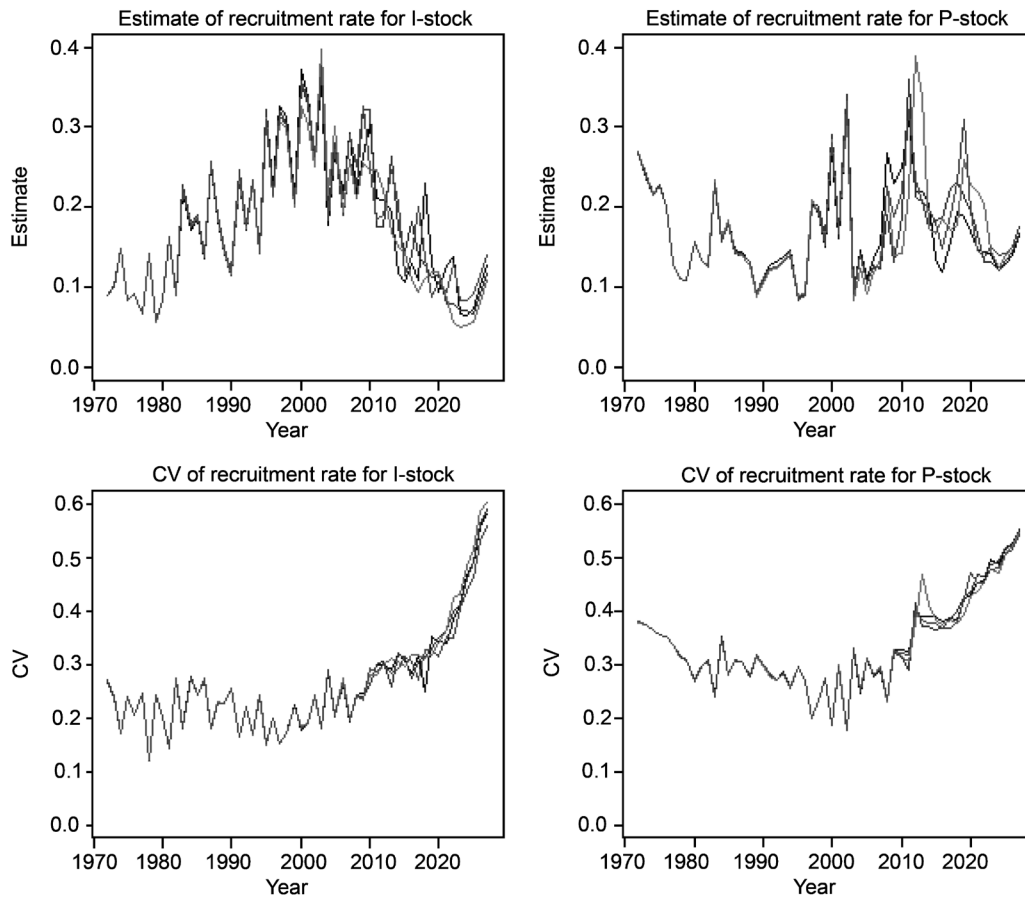 Estimate of recruitment rate for I-stock
Estimate
0.4
0.3
0.2
0.1
0.0
1970 1980 1990 2000 2010 2020
Year
Estimate of recruitment rate for P-stock
Estimate
0.4
0.3
0.2
0.1
0.0
1970 1980 1990 2000 2010 2020
Year
CV of recruitment rate for I-stock
CV
0.6
0.5
0.4
0.3
0.2
0.1
0.0
1970 1980 1990 2000 2010 2020
Year
CV of recruitment rate for P-stock
CV
0.6
0.5
0.4
0.3
0.2
0.1
0.0
1970 1980 1990 2000 2010 2020
Year